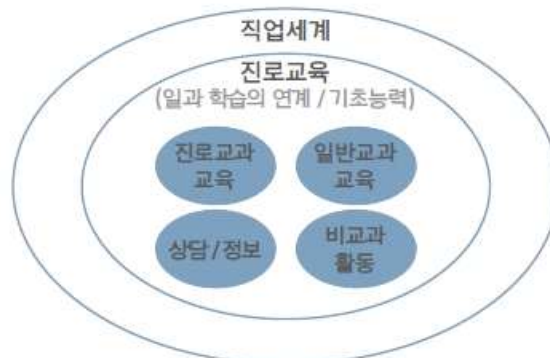 직업세계
진로교육
(일과 학습의 연계 / 기초능력)
진로교과
교육
일반교과
교육
상담 / 정보
비교과
활동